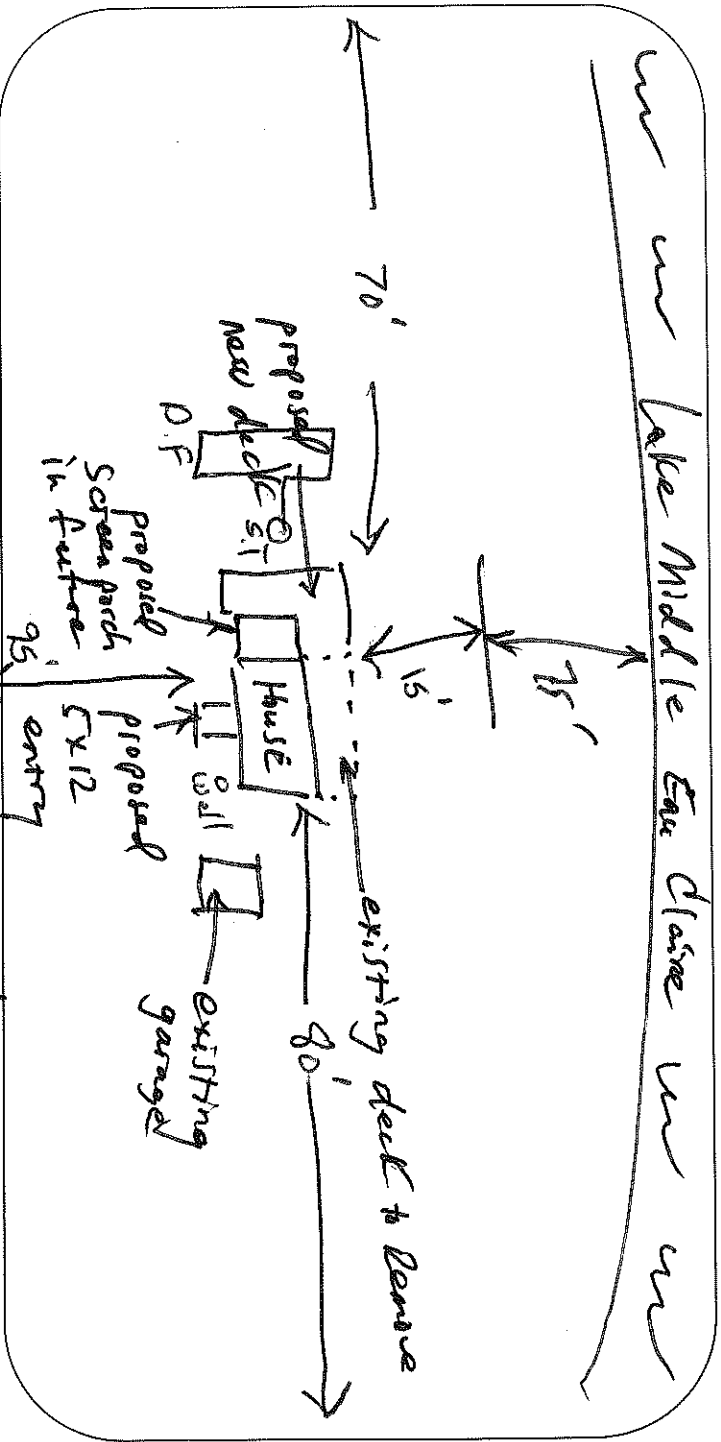 Lake Middle Eau Claire
75'
15'
70'
existing deck to Remove
80'
proposed
New deck
D.F
S.T
House
well
existing
garage
proposed
Screen porch
in future
proposed
5x12
entry
95'